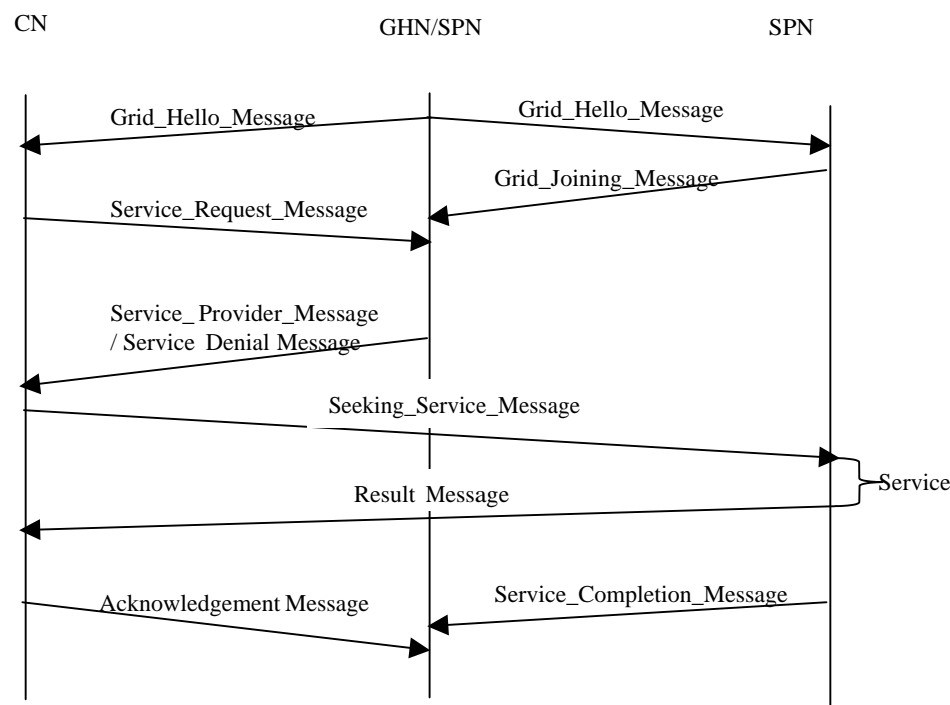 CN
GHN/SPN
SPN
Grid_Hello_Message
Grid_Hello_Message
Grid_Joining_Message
Service_Request_Message
Service_ Provider_Message
/ Service Denial Message
Seeking_Service_Message
Service
Result Message
Acknowledgement Message
Service_Completion_Message